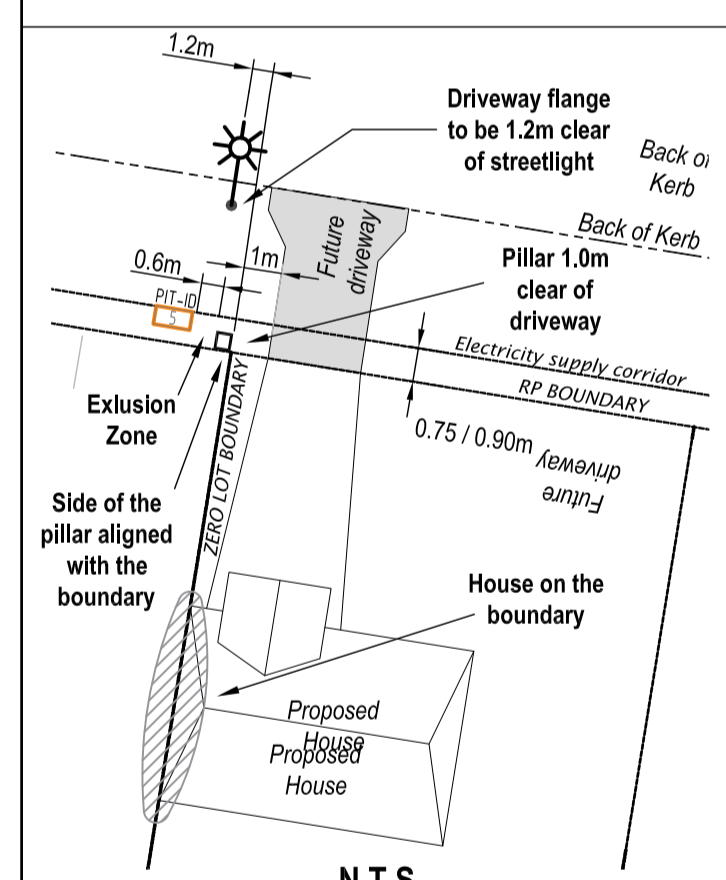 1.2m
Driveway flange
to be 1.2m clear
of streetlight
Back of
Kerb
Back of Kerb
Future
driveway
0.6m
1m
PIT-ID
5
Pillar 1.0m
clear of
driveway
Electricity supply corridor
RP BOUNDARY
Exlusion
Zone
0.75 / 0.90m
Future
driveway
ZERO LOT BOUNDARY
Side of the
pillar aligned
with the
boundary
House on the
boundary
Proposed
House
Proposed
House
N.T.S